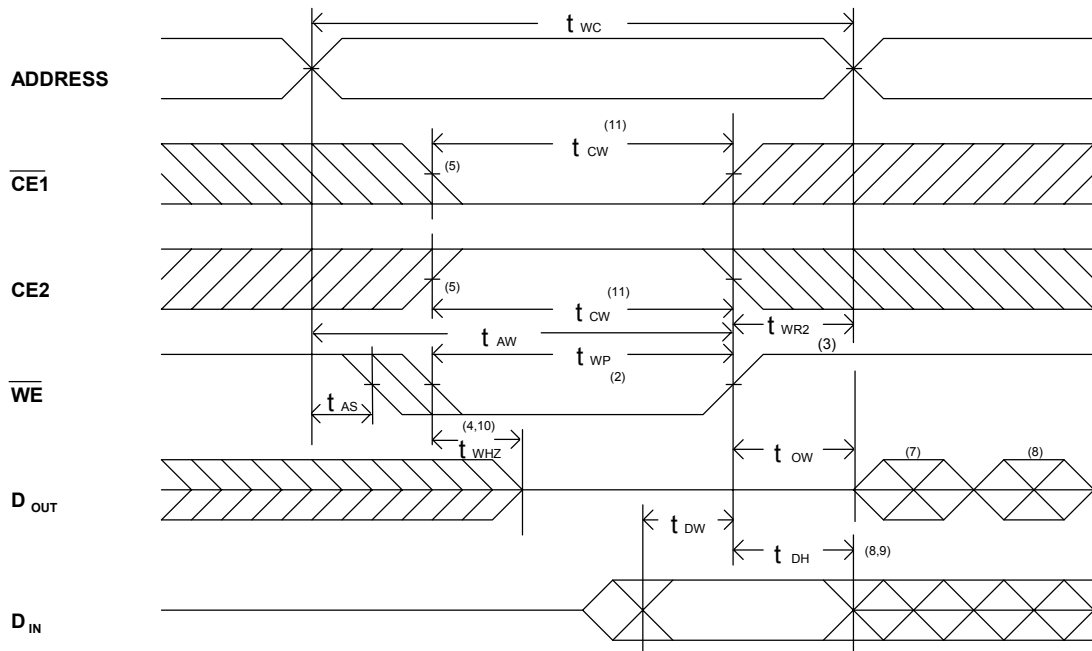 t WC
ADDRESS
(11)
t CW
CE1
(5)
CE2
(5)
(11)
t CW
t WR2
t AW
t WP
(3)
(2)
WE
t AS
(4,10)
t WHZ
t OW
(7)
(8)
D OUT
t DW
t DH
(8,9)
D IN